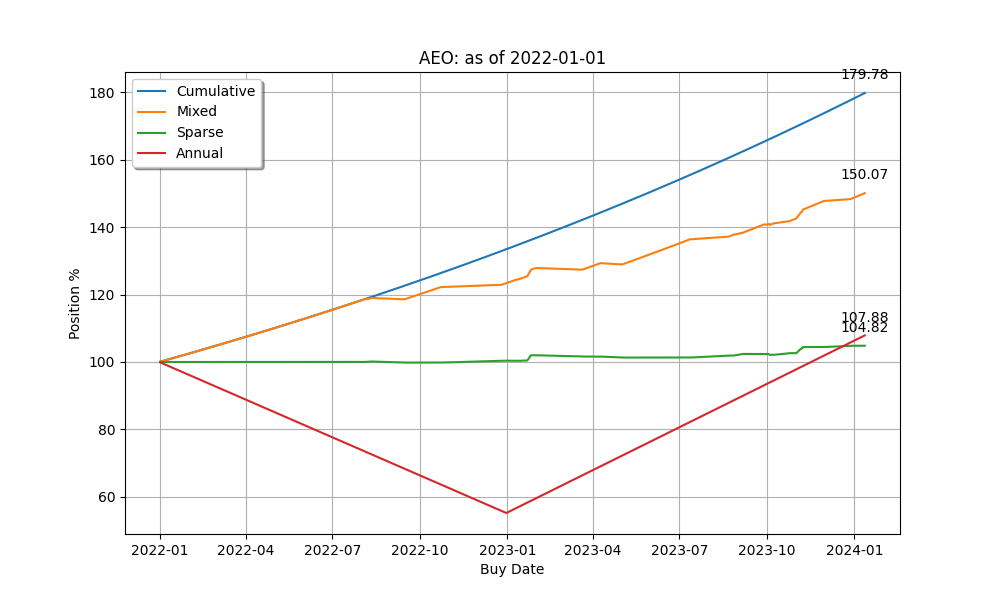 AEO: as of 2022-01-01
179.78
Cumulative
Mixed
Sparse
Annual
150.07
107.88
104.82
180
160
140
120
100
80
60
Position %
2022-01 2022-04 2022-07 2022-10 2023-01 2023-04 2023-07 2023-10 2024-01
Buy Date